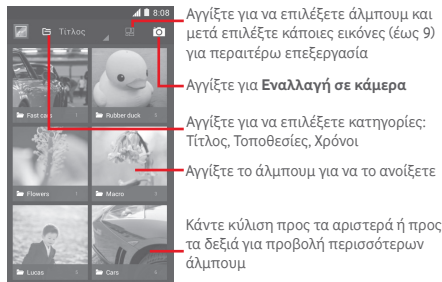 8:08
Τίτλος
Fast cars
Rubber duck
Flowers
Macro
Lucas
Cars
Αγγίξτε για να επιλέξετε άλμπουμ και
μετά επιλέξτε κάποιες εικόνες (έως 9)
για περαιτέρω επεξεργασία
Αγγίξτε για Εναλλαγή σε κάμερα
Αγγίξτε για να επιλέξετε κατηγορίες:
Τίτλος, Τοποθεσίες, Χρόνοι
Αγγίξτε το άλμπουμ για να το ανοίξετε
Κάντε κύλιση προς τα αριστερά ή προς
τα δεξιά για προβολή περισσότερων
άλμπουμ